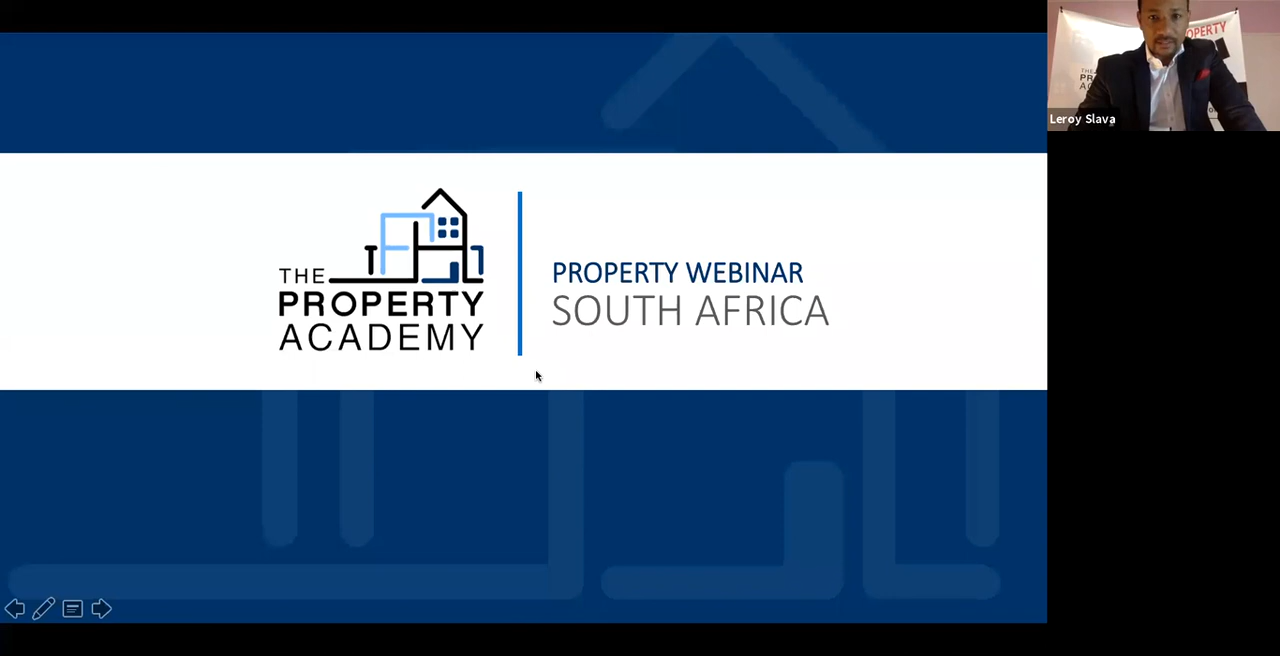 THE
PROPERTY
ACADEMY
PROPERTY WEBINAR
SOUTH AFRICA
Leroy Slava